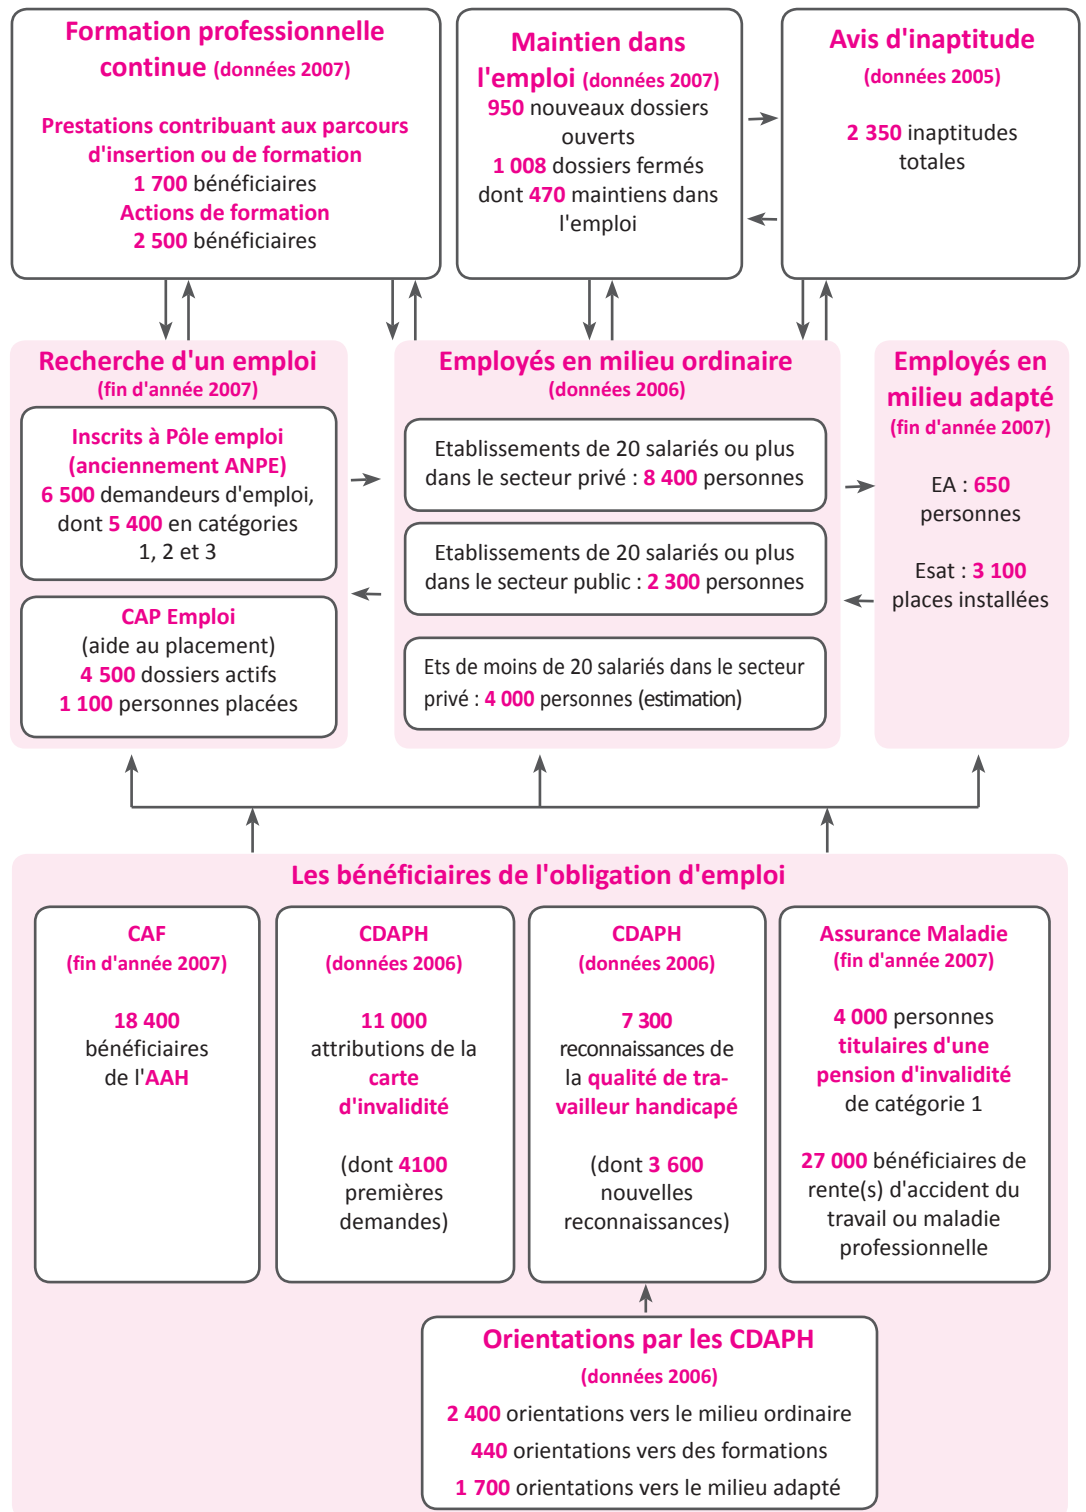 Formation professionnelle
continue (données 2007)
Prestations contribuant aux parcours
d'insertion ou de formation
1 700 bénéficiaires
Actions de formation
2 500 bénéficiaires
Maintien dans
l'emploi (données 2007)
950 nouveaux dossiers
ouverts
1 008 dossiers fermés
dont 470 maintiens dans
l'emploi
Avis d'inaptitude
(données 2005)
2 350 inaptitudes
totales
Recherche d'un emploi
(fin d'année 2007)
Inscrits à Pôle emploi
(anciennement ANPE)
6 500 demandeurs d'emploi,
dont 5 400 en catégories
1, 2 et 3
CAP Emploi
(aide au placement)
4 500 dossiers actifs
1 100 personnes placées
Employés en milieu ordinaire
(données 2006)
Etablissements de 20 salariés ou plus
dans le secteur privé : 8 400 personnes
Etablissements de 20 salariés ou plus
dans le secteur public : 2 300 personnes
Ets de moins de 20 salariés dans le secteur
privé : 4 000 personnes (estimation)
Employés en
milieu adapté
(fin d'année 2007)
EA : 650
personnes
Esat : 3 100
places installées
Les bénéficiaires de l'obligation d'emploi
CAF
(fin d'année 2007)
18 400
bénéficiaires
de l'AAH
CDAPH
(données 2006)
11 000
attributions de la
carte
d'invalidité
(dont 4100
premières
demandes)
CDAPH
(données 2006)
7 300
reconnaissances de
la qualité de tra-
vailleur handicapé
(dont 3 600
nouvelles
reconnaissances)
Assurance Maladie
(fin d'année 2007)
4 000 personnes
titulaires d'une
pension d'invalidité
de catégorie 1
27 000 bénéficiaires de
rente(s) d'accident du
travail ou maladie
professionnelle
Orientations par les CDAPH
(données 2006)
2 400 orientations vers le milieu ordinaire
440 orientations vers des formations
1 700 orientations vers le milieu adapté